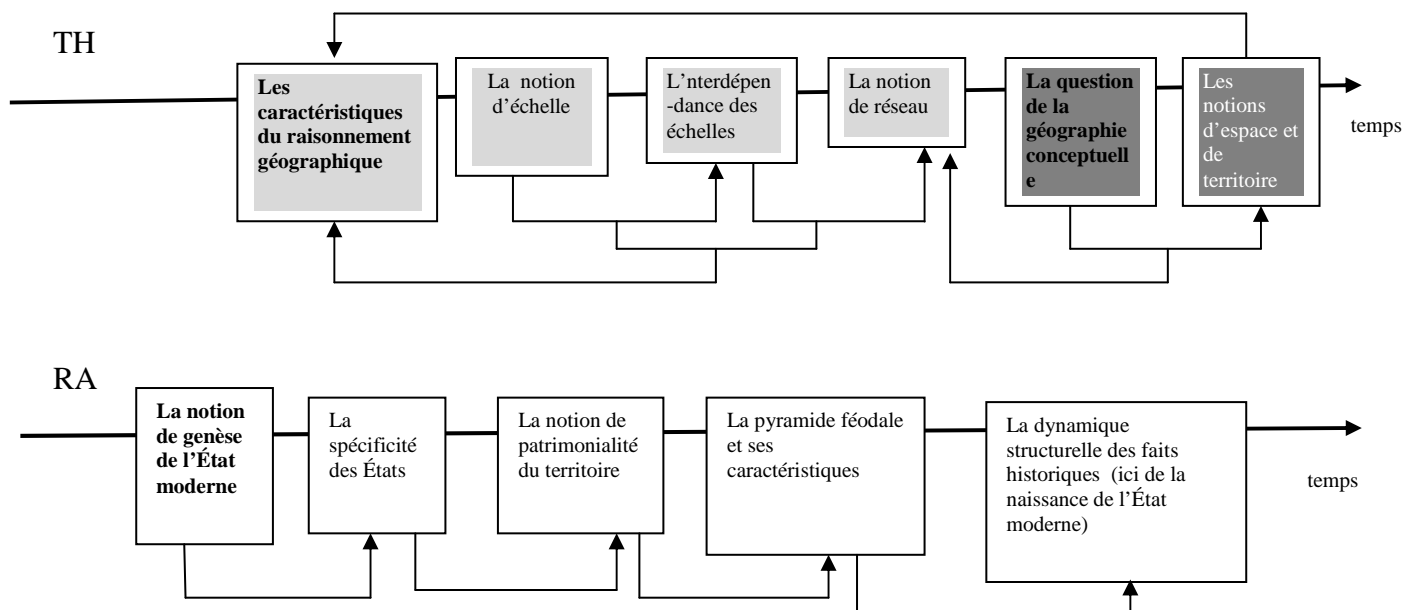 TH
Les
caractéristiques
du raisonnement
géographique
La notion
d'échelle
L'nterdépen
-dance des
échelles
La notion
de réseau
La question
de la
géographie
conceptuell
e
Les
notions
d'espace et
de
territoire
temps
RA
La notion
de genèse
de l'État
moderne
La
spécificité
des États
La notion de
patrimonialité
du territoire
La pyramide féodale
et ses
caractéristiques
La dynamique
structurelle des faits
historiques (ici de la
naissance de l'État
moderne)
temps